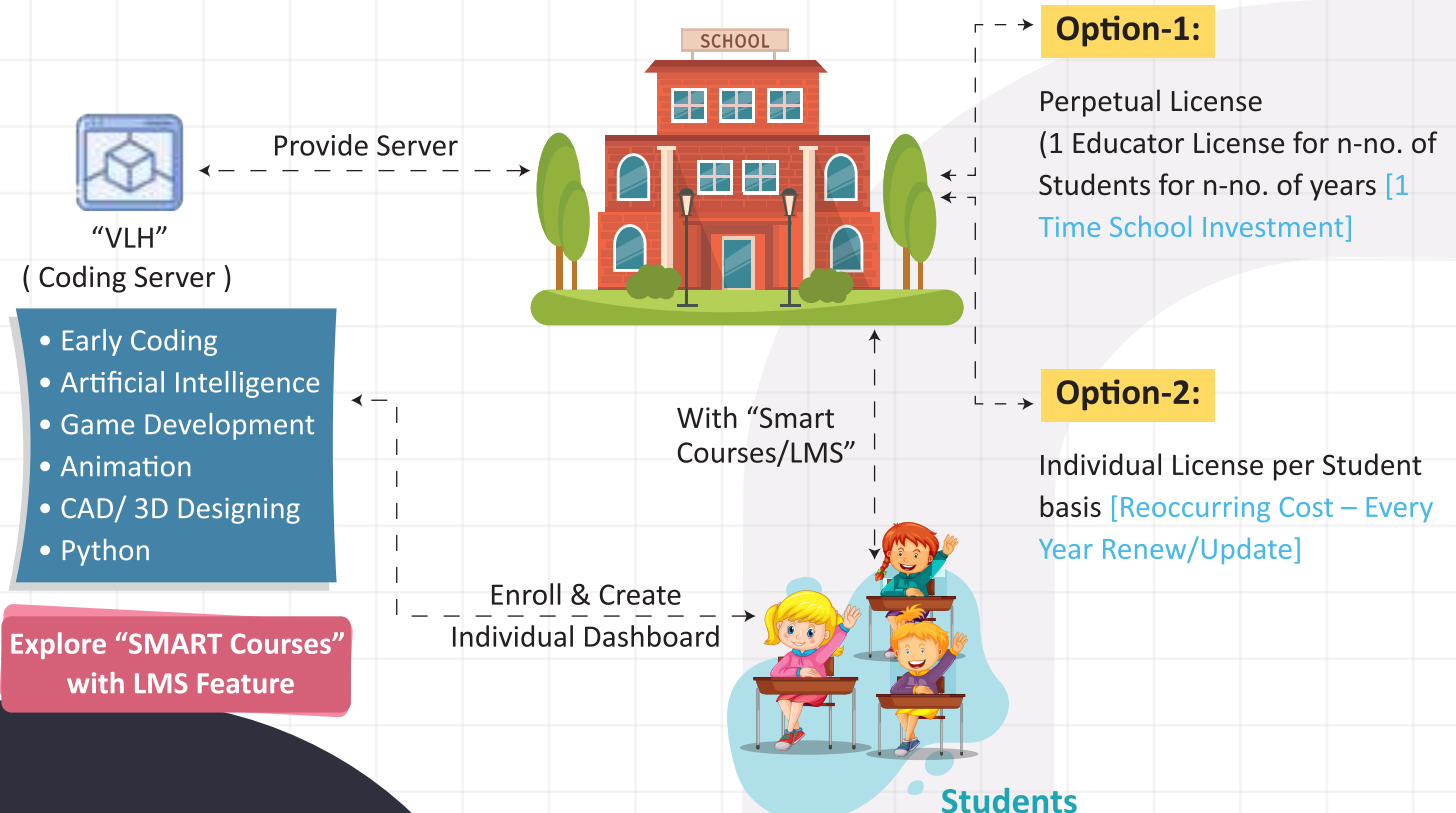 SCHOOL
Option-1:
Perpetual License
(1 Educator License for n-no. of
Students for n-no. of years [1
Time School Investment]
Provide Server
“VLH”
( Coding Server )
• Early Coding
• Artificial Intelligence
• Game Development
• Animation
• CAD/ 3D Designing
• Python
Explore “SMART Courses”
with LMS Feature
With “Smart
Courses/LMS”
Option-2:
Individual License per Student
basis [Reoccurring Cost – Every
Year Renew/Update]
Enroll & Create
Individual Dashboard
Students